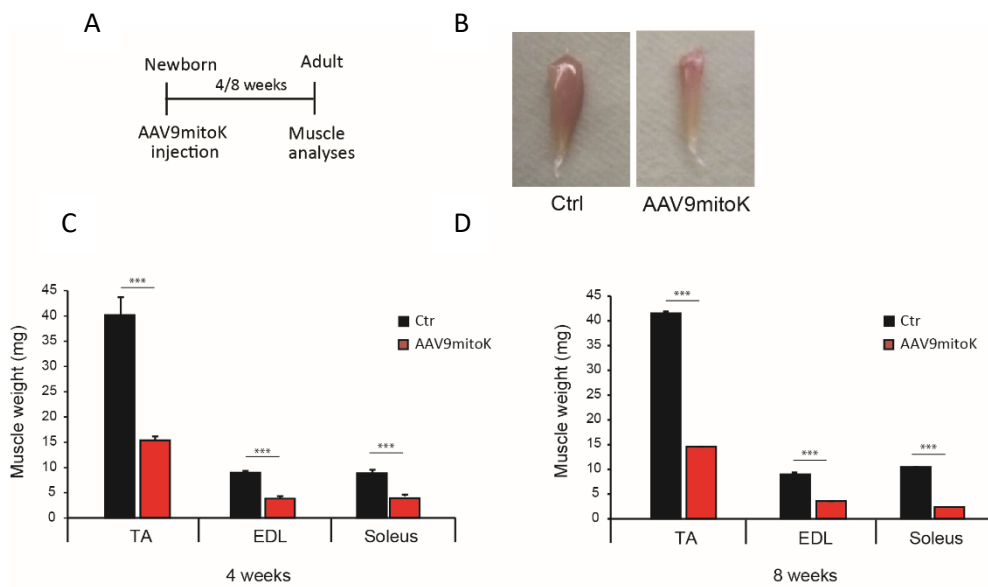 A
Newborn
Adult
4/8 weeks
AAV9mitoK
injection
Muscle
analyses
B
Ctrl
AAV9mitoK
C
Muscle weight (mg)
45
40
35
30
25
20
15
10
5
0
***
***
***
Ctr
AAV9mitoK
TA
EDL
Soleus
4 weeks
D
Muscle weight (mg)
45
40
35
30
25
20
15
10
5
0
***
***
***
Ctr
AAV9mitoK
TA
EDL
Soleus
8 weeks